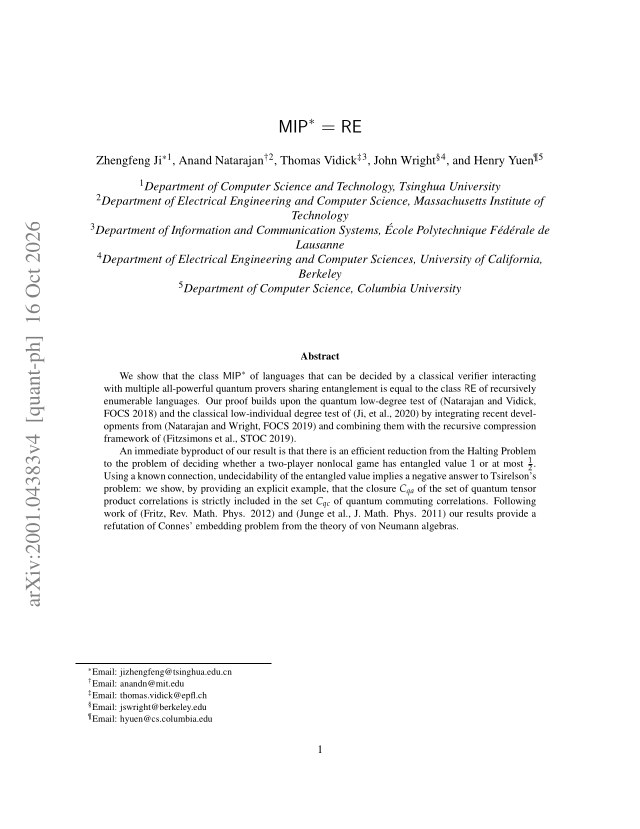 MIP* = RE
Zhengfeng Ji∗1, Anand Natarajan†2, Thomas Vidick‡3, John Wright§4, and Henry Yuen¶5
1Department of Computer Science and Technology, Tsinghua University
2Department of Electrical Engineering and Computer Science, Massachusetts Institute of
Technology
3Department of Information and Communication Systems, École Polytechnique Fédérale de
Lausanne
4Department of Electrical Engineering and Computer Sciences, University of California,
Berkeley
5Department of Computer Science, Columbia University
arXiv:2001.04383v4 [quant-ph] 16 Oct 2026
Abstract
We show that the class MIP* of languages that can be decided by a classical verifier interacting
with multiple all-powerful quantum provers sharing entanglement is equal to the class RE of recursively
enumerable languages. Our proof builds upon the quantum low-degree test of (Natarajan and Vidick,
FOCS 2018) and the classical low-individual degree test of (Ji, et al., 2020) by integrating recent devel-
opments from (Natarajan and Wright, FOCS 2019) and combining them with the recursive compression
framework of (Fitzsimons et al., STOC 2019).
An immediate byproduct of our result is that there is an efficient reduction from the Halting Problem
to the problem of deciding whether a two-player nonlocal game has entangled value 1 or at most 1/2.
Using a known connection, undecidability of the entangled value implies a negative answer to Tsirelson's
problem: we show, by providing an explicit example, that the closure Cqa of the set of quantum tensor
product correlations is strictly included in the set Cqc of quantum commuting correlations. Following
work of (Fritz, Rev. Math. Phys. 2012) and (Junge et al., J. Math. Phys. 2011) our results provide a
refutation of Connes' embedding problem from the theory of von Neumann algebras.
∗Email: jizhengfeng@tsinghua.edu.cn
†Email: anandn@mit.edu
‡Email: thomas.vidick@epfl.ch
§Email: jswright@berkeley.edu
¶Email: hyuen@cs.columbia.edu
1